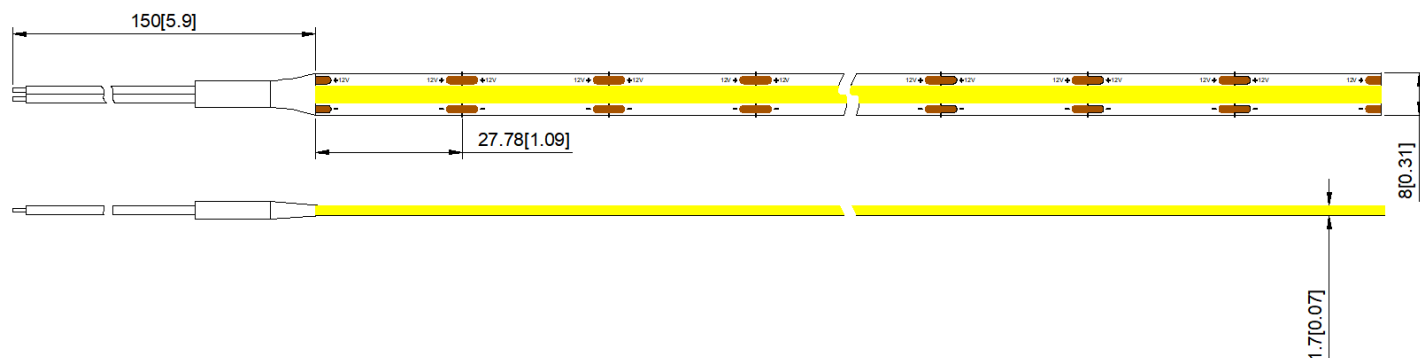 150[5.9]
+12V 12V+ +12V 12V+ +12V 12V+ +12V 12V+ +12V 12V+ +12V 12V+ +12V 12V+
- - - - - - - - - - - - - -
27.78[1.09]
8[0.31]
1.7[0.07]